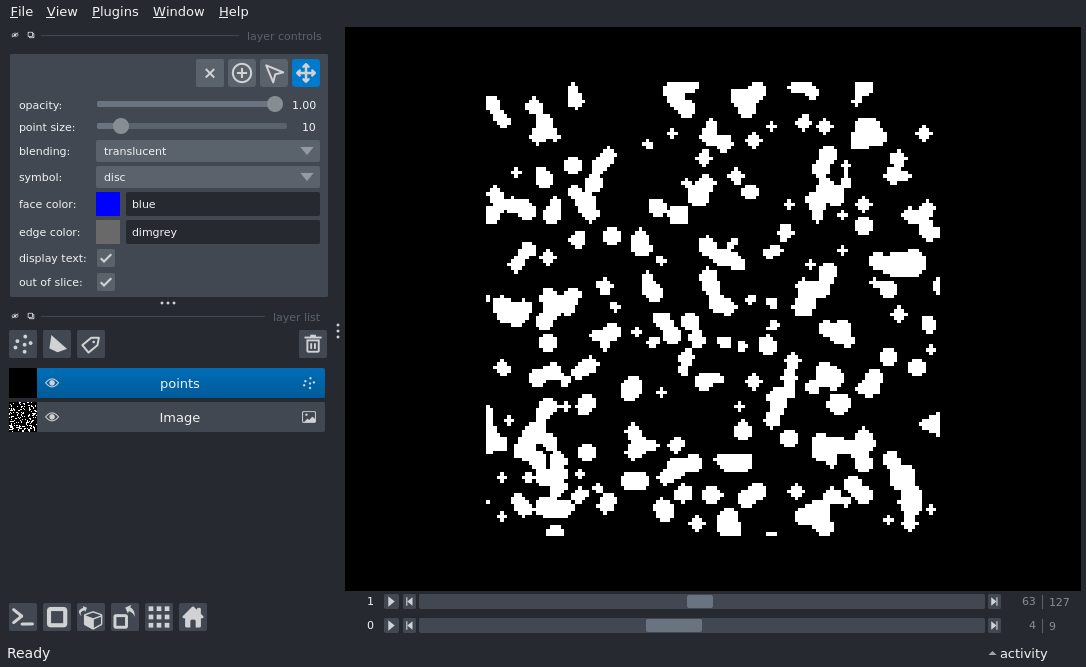 File View Plugins Window Help
layer controls
opacity: 1.00
point size: 10
blending: translucent
symbol: disc
face color: blue
edge color: dimgrey
display text:
out of slice:
layer list
points
Image
1 63 127
0 4 9
Ready activity